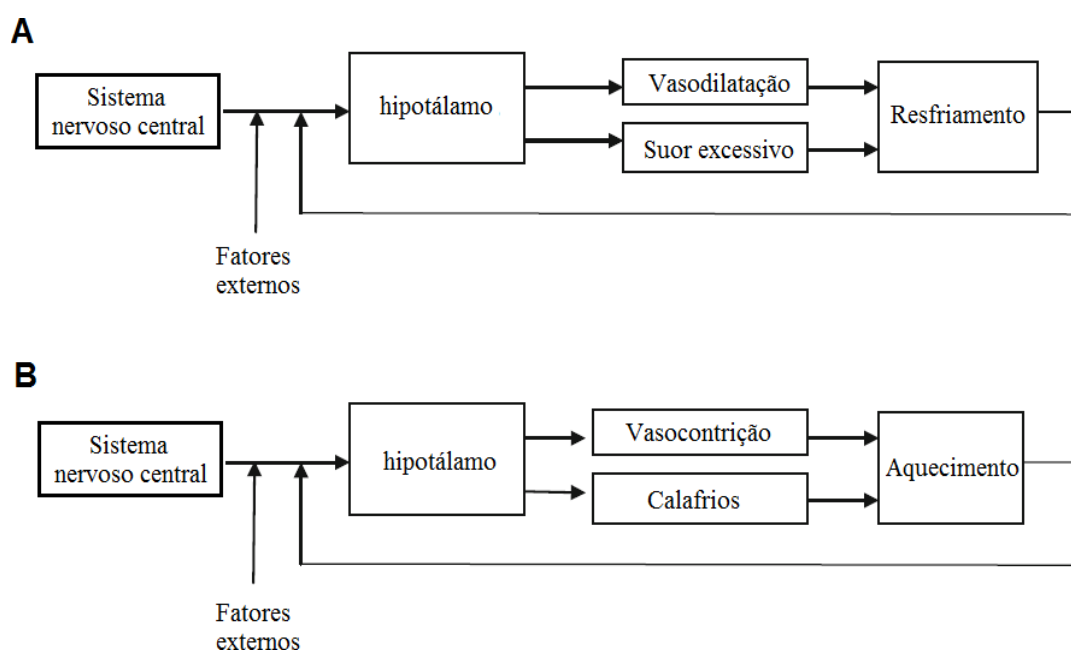 A
Sistema
nervoso central
hipotálamo
Vasodilatação
Suor excessivo
Resfriamento
Fatores
externos
B
Sistema
nervoso central
hipotálamo
Vasocontrição
Calafrios
Aquecimento
Fatores
externos